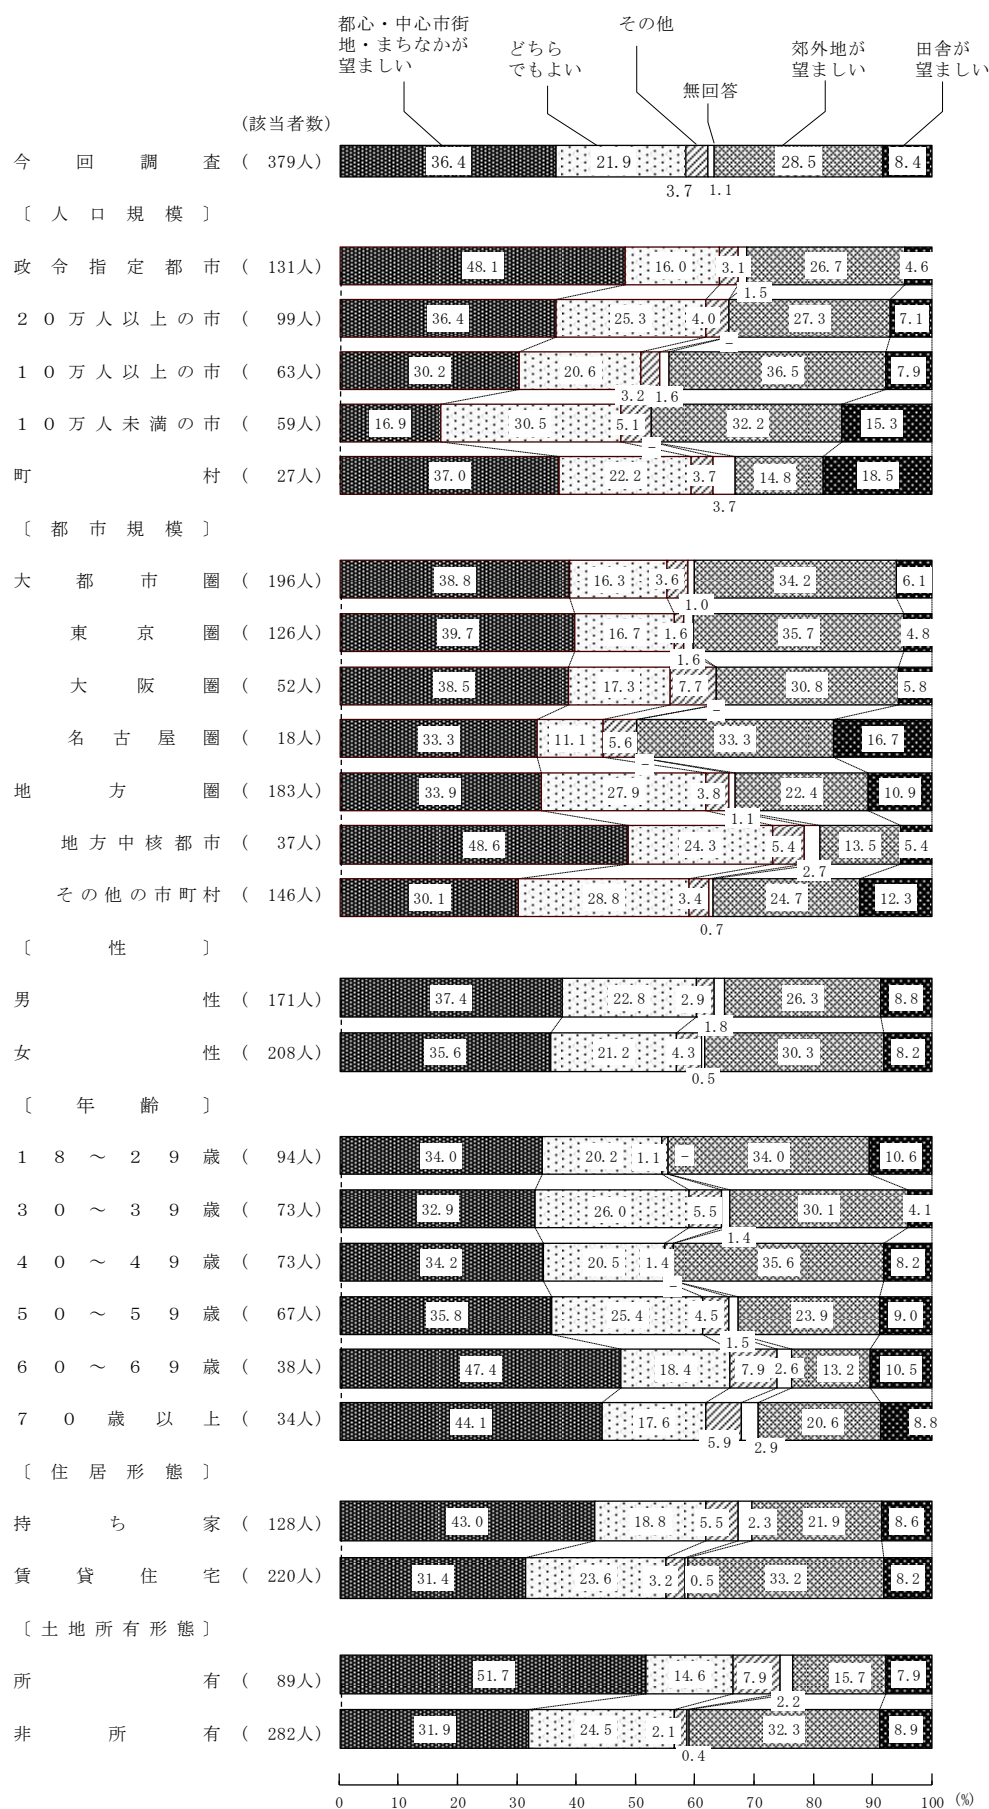 都心・中心市街
地・まちなかが
望ましい
どちら
でもよい
その他
無回答
郊外地が
望ましい
田舎が
望ましい
(該当者数)
今回調査 ( 379人) 36.4 21.9 28.5 8.4
3.7 1.1
〔人口規模〕
政令指定都市 ( 131人) 48.1 16.0 3.1 26.7 4.6
1.5
２０万人以上の市 ( 99人) 36.4 25.3 4.0 27.3 7.1
－
１０万人以上の市 ( 63人) 30.2 20.6 36.5 7.9
3.2 1.6
１０万人未満の市 ( 59人) 16.9 30.5 5.1 32.2 15.3
－
町村 ( 27人) 37.0 22.2 3.7 14.8 18.5
3.7
〔都市規模〕
大都市圏 ( 196人) 38.8 16.3 3.6 34.2 6.1
1.0
東京圏 ( 126人) 39.7 16.7 1.6 35.7 4.8
1.6
大阪圏 ( 52人) 38.5 17.3 7.7 30.8 5.8
－
名古屋圏 ( 18人) 33.3 11.1 5.6 33.3 16.7
－
地方圏 ( 183人) 33.9 27.9 3.8 22.4 10.9
1.1
地方中核都市 ( 37人) 48.6 24.3 5.4 13.5 5.4
2.7
その他の市町村 ( 146人) 30.1 28.8 3.4 24.7 12.3
0.7
〔性〕
男性 ( 171人) 37.4 22.8 2.9 26.3 8.8
1.8
女性 ( 208人) 35.6 21.2 4.3 30.3 8.2
0.5
〔年齢〕
１８～２９歳 ( 94人) 34.0 20.2 1.1 － 34.0 10.6
３０～３９歳 ( 73人) 32.9 26.0 5.5 30.1 4.1
1.4
４０～４９歳 ( 73人) 34.2 20.5 1.4 35.6 8.2
－
５０～５９歳 ( 67人) 35.8 25.4 4.5 23.9 9.0
1.5
６０～６９歳 ( 38人) 47.4 18.4 7.9 2.6 13.2 10.5
７０歳以上 ( 34人) 44.1 17.6 20.6 8.8
5.9 2.9
〔住居形態〕
持ち家 ( 128人) 43.0 18.8 5.5 2.3 21.9 8.6
賃貸住宅 ( 220人) 31.4 23.6 3.2 0.5 33.2 8.2
〔土地所有形態〕
所有 ( 89人) 51.7 14.6 7.9 15.7 7.9
2.2
非所有 ( 282人) 31.9 24.5 2.1 32.3 8.9
0.4
0 10 20 30 40 50 60 70 80 90 100 (%)